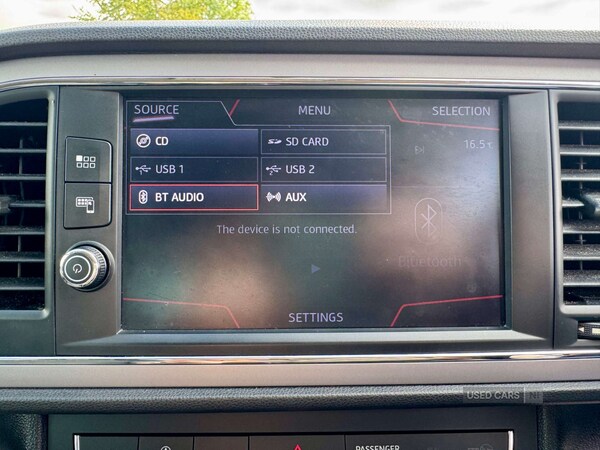 SOURCE
MENU
SELECTION
CD
SD CARD
16.5
USB 1
USB 2
BT AUDIO
AUX
The device is not connected.
Bluetooth
SETTINGS
USED CARS NI
PASSENGER